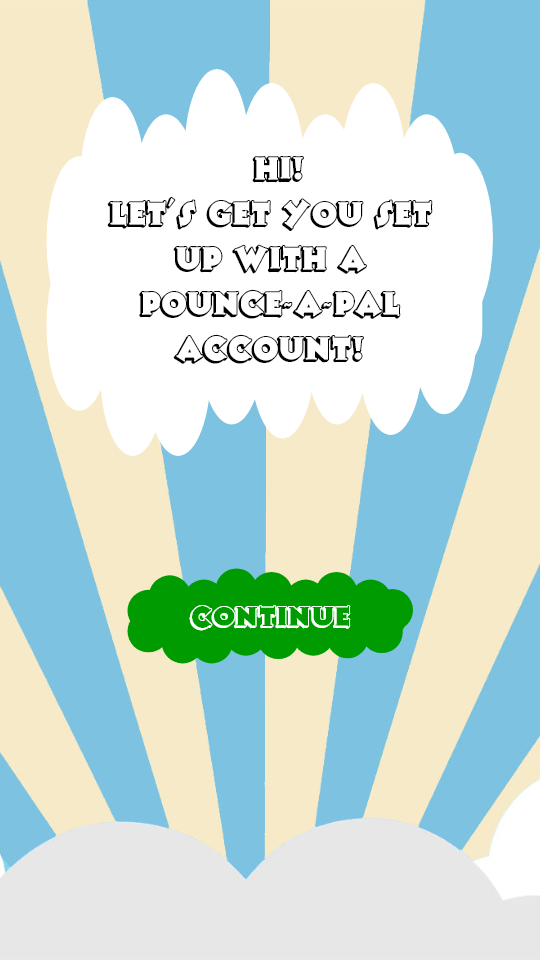 HI!
LET'S GET YOU SET
UP WITH A
POUNCE-A-PAL
ACCOUNT!
CONTINUE